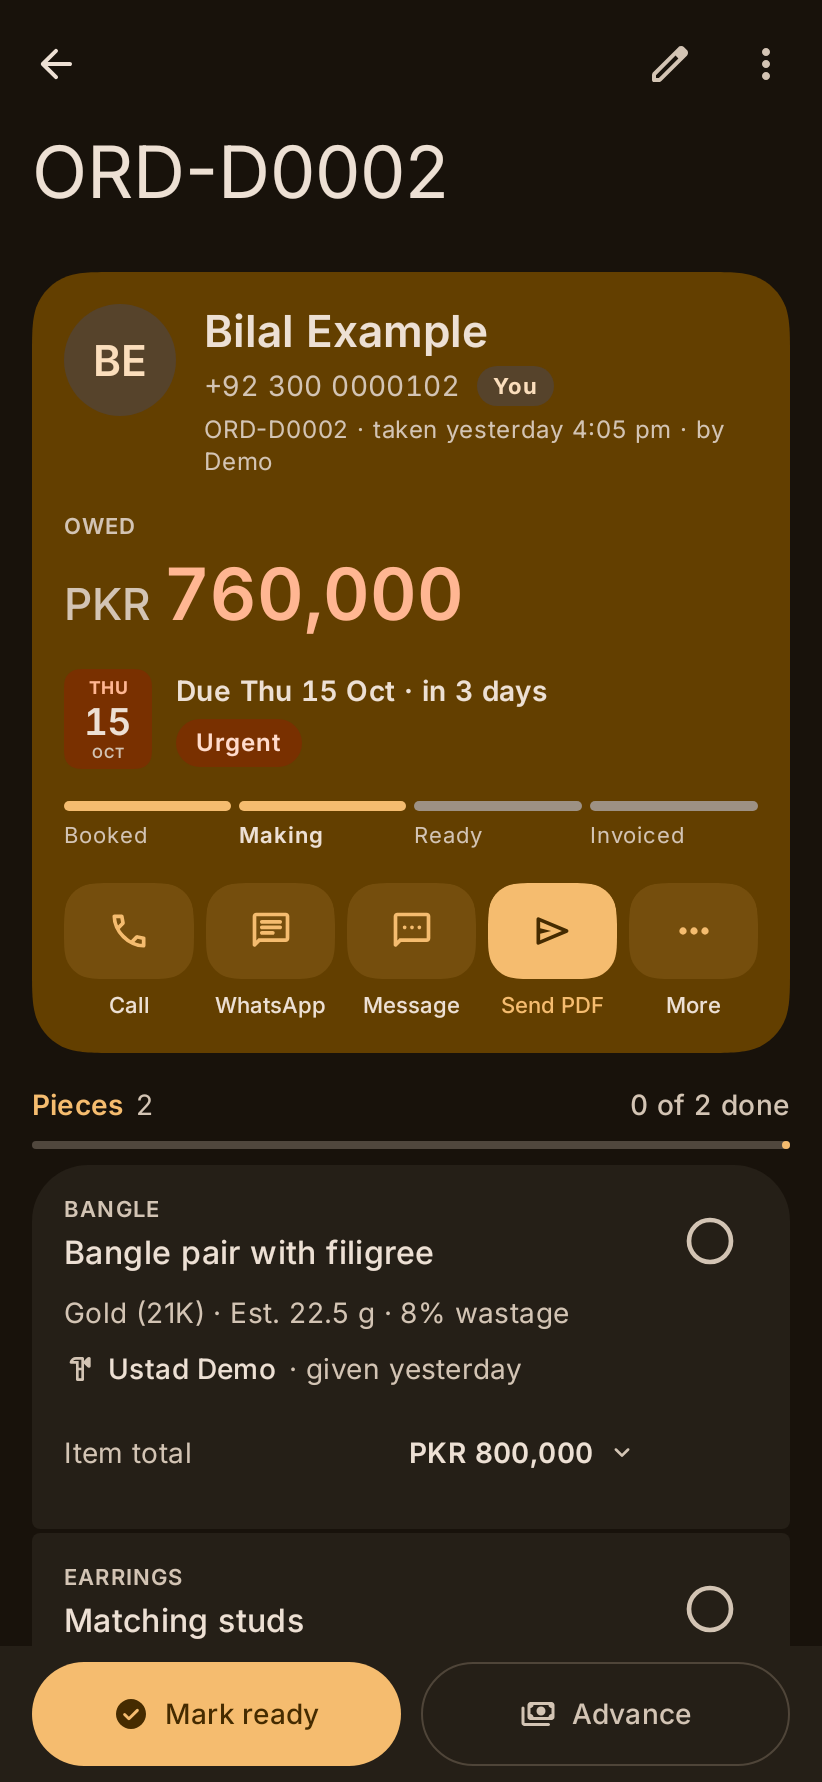 ORD-D0002
BE
Bilal Example
+92 300 0000102 You
ORD-D0002 · taken yesterday 4:05 pm · by
Demo
OWED
PKR 760,000
THU
15
OCT
Due Thu 15 Oct · in 3 days
Urgent
Booked Making Ready Invoiced
Call WhatsApp Message Send PDF More
Pieces 2 0 of 2 done
BANGLE
Bangle pair with filigree
Gold (21K) · Est. 22.5 g · 8% wastage
Ustad Demo · given yesterday
Item total PKR 800,000
EARRINGS
Matching studs
Mark ready Advance